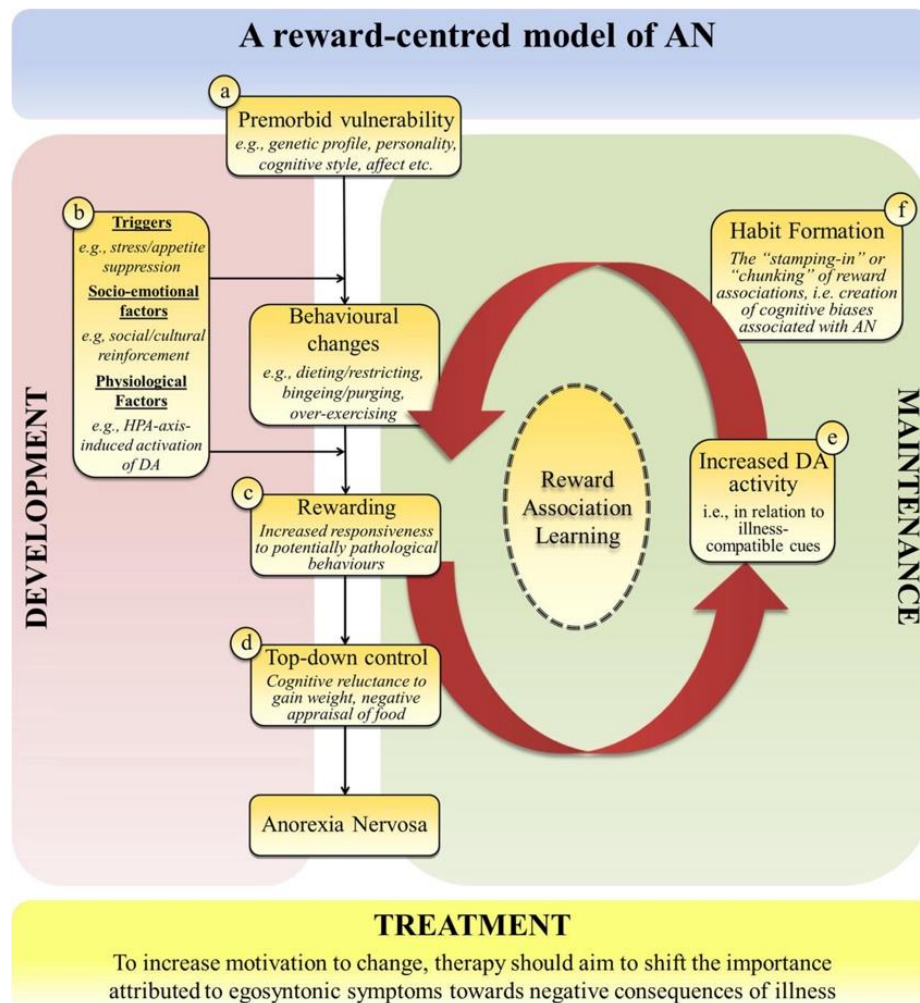 A reward-centred model of AN
a
Premorbid vulnerability
e.g., genetic profile, personality,
cognitive style, affect etc.
b
Triggers
e.g., stress/appetite
suppression
Socio-emotional
factors
e.g, social/cultural
reinforcement
Physiological
Factors
e.g., HPA-axis-
induced activation
of DA
Behavioural
changes
e.g., dieting/restricting,
bingeing/purging,
over-exercising
c
Rewarding
Increased responsiveness
to potentially pathological
behaviours
d
Top-down control
Cognitive reluctance to
gain weight, negative
appraisal of food
Anorexia Nervosa
DEVELOPMENT
Reward
Association
Learning
e
Increased DA
activity
i.e., in relation to
illness-
compatible cues
f
Habit Formation
The “stamping-in” or
“chunking” of reward
associations, i.e. creation
of cognitive biases
associated with AN
MAINTENANCE
TREATMENT
To increase motivation to change, therapy should aim to shift the importance
attributed to egosyntonic symptoms towards negative consequences of illness